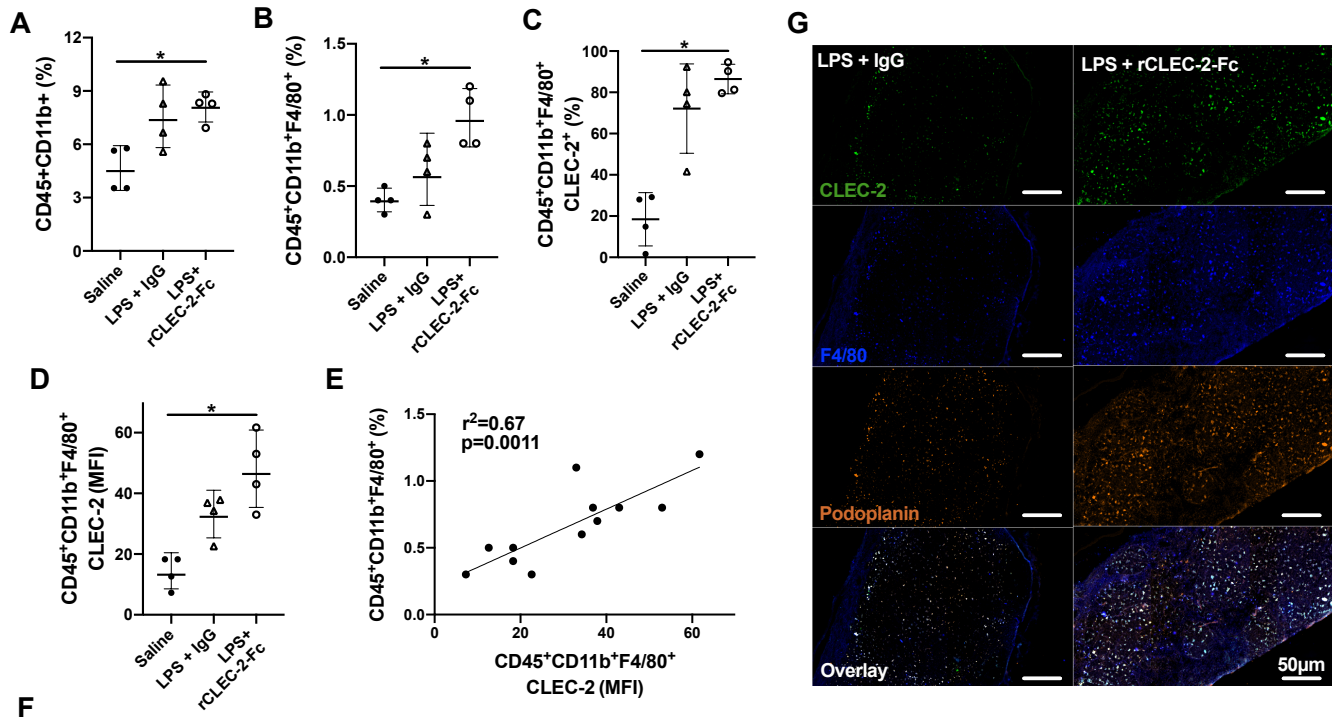 A
CD45+CD11b+ (%)
12
9
6
3
0
Saline
LPS + IgG
LPS+
rCLEC-2-Fc
*
B
CD45⁺CD11b⁺F4/80⁺ (%)
1.5
1.0
0.5
0.0
Saline
LPS + IgG
LPS+
rCLEC-2-Fc
*
C
CD45⁺CD11b⁺F4/80⁺
CLEC-2⁺ (%)
100
80
60
40
20
0
Saline
LPS + IgG
LPS+
rCLEC-2-Fc
*
D
CD45⁺CD11b⁺F4/80⁺
CLEC-2 (MFI)
60
40
20
0
Saline
LPS + IgG
LPS+
rCLEC-2-Fc
*
E
CD45⁺CD11b⁺F4/80⁺ (%)
1.5
1.0
0.5
0.0
r²=0.67
p=0.0011
0 20 40 60
CD45⁺CD11b⁺F4/80⁺
CLEC-2 (MFI)
F
G
LPS + IgG
LPS + rCLEC-2-Fc
CLEC-2
F4/80
Podoplanin
Overlay
50µm